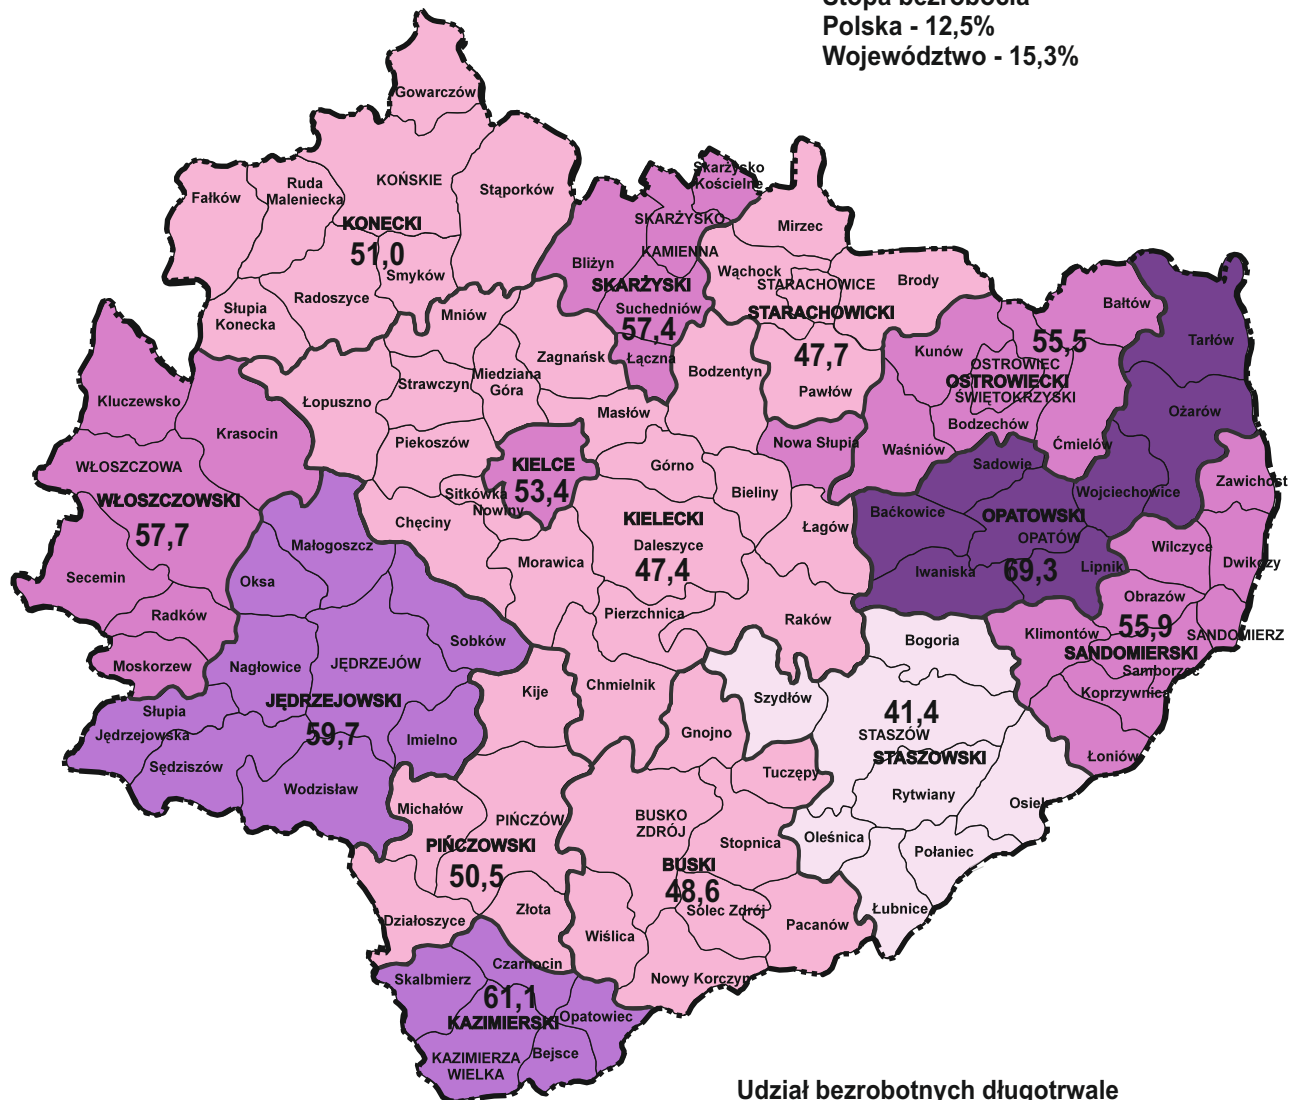 Stopa bezrobocia
Polska - 12,5%
Województwo - 15,3%
Gowarczów
KOŃSKIE
Ruda
Maleniecka
Fałków
Stąporków
KONECKI
51,0
Smyków
Radoszyce
Słupia
Konecka
Skarżysko
Kościelne
SKARŻYSKO
KAMIENNA
Bliżyn
SKARŻYSKI
Suchedniów
57,4
Łączna
Mirzec
Wąchock
STARACHOWICE
Brody
STARACHOWICKI
47,7
Pawłów
Bałtów
Kunów
55,5
OSTROWIEC
OSTROWIECKI
ŚWIĘTOKRZYSKI
Bodzechów
Waśniów
Ćmielów
Tarłów
Ożarów
Sadowie
Wojciechowice
Baćkowice
OPATOWSKI
OPATÓW
Iwaniska
69,3
Lipnik
Mniów
Zagnańsk
Miedziana
Góra
Strawczyn
Łopuszno
Bodzentyn
Masłów
Piekoszów
Nowa Słupia
KIELCE
53,4
Górno
Bieliny
Sitkówka
Nowiny
Chęciny
KIELECKI
Łagów
Daleszyce
47,4
Morawica
Pierzchnica
Raków
Chmielnik
Kluczewsko
Krasocin
WŁOSZCZOWA
WŁOSZCZOWSKI
57,7
Secemin
Radków
Moskorzew
Małogoszcz
Oksa
Sobków
Nagłowice
JĘDRZEJÓW
JĘDRZEJOWSKI
59,7
Imielno
Słupia
Jędrzejowska
Sędziszów
Wodzisław
Zawichost
Wilczyce
Dwikozy
Obrazów
55,9
SANDOMIERZ
Klimontów
SANDOMIERSKI
Samborzec
Koprzywnica
Łoniów
Bogoria
Szydłów
41,4
STASZÓW
STASZOWSKI
Rytwiany
Osiek
Oleśnica
Połaniec
Łubnice
Kije
Michałów
PIŃCZÓW
PIŃCZOWSKI
50,5
Złota
Działoszyce
Gnojno
Tuczępy
BUSKO
ZDRÓJ
Stopnica
BUSKI
48,6
Solec Zdrój
Pacanów
Wiślica
Nowy Korczyn
Czarnocin
Skalbmierz
61,1
KAZIMIERSKI
Opatowiec
KAZIMIERZA
WIELKA
Bejsce
Udział bezrobotnych długotrwale